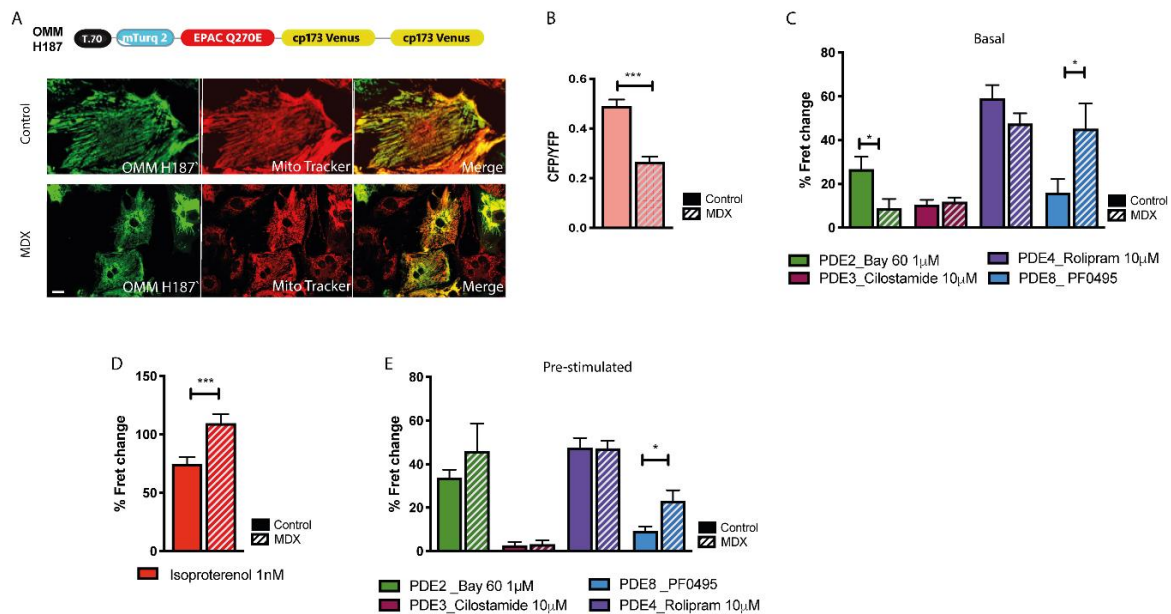 A
OMM
H187
T.70
mTurq 2
EPAC Q270E
cp173 Venus
cp173 Venus
Control
OMM H187`
Mito Tracker
Merge
MDX
OMM H187`
Mito Tracker
Merge
B
CFP/YFP
0.6
0.4
0.2
0.0
***
Control
MDX
C
Basal
% Fret change
80
60
40
20
0
*
*
Control
MDX
PDE2_Bay 60 1µM
PDE4_Rolipram 10µM
PDE3_Cilostamide 10µM
PDE8_ PF0495
D
% Fret change
150
100
50
0
***
Control
MDX
Isoproterenol 1nM
E
Pre-stimulated
% Fret change
80
60
40
20
0
*
Control
MDX
PDE2 _Bay 60 1µM
PDE8 _PF0495
PDE3_Cilostamide 10µM
PDE4_Rolipram 10µM